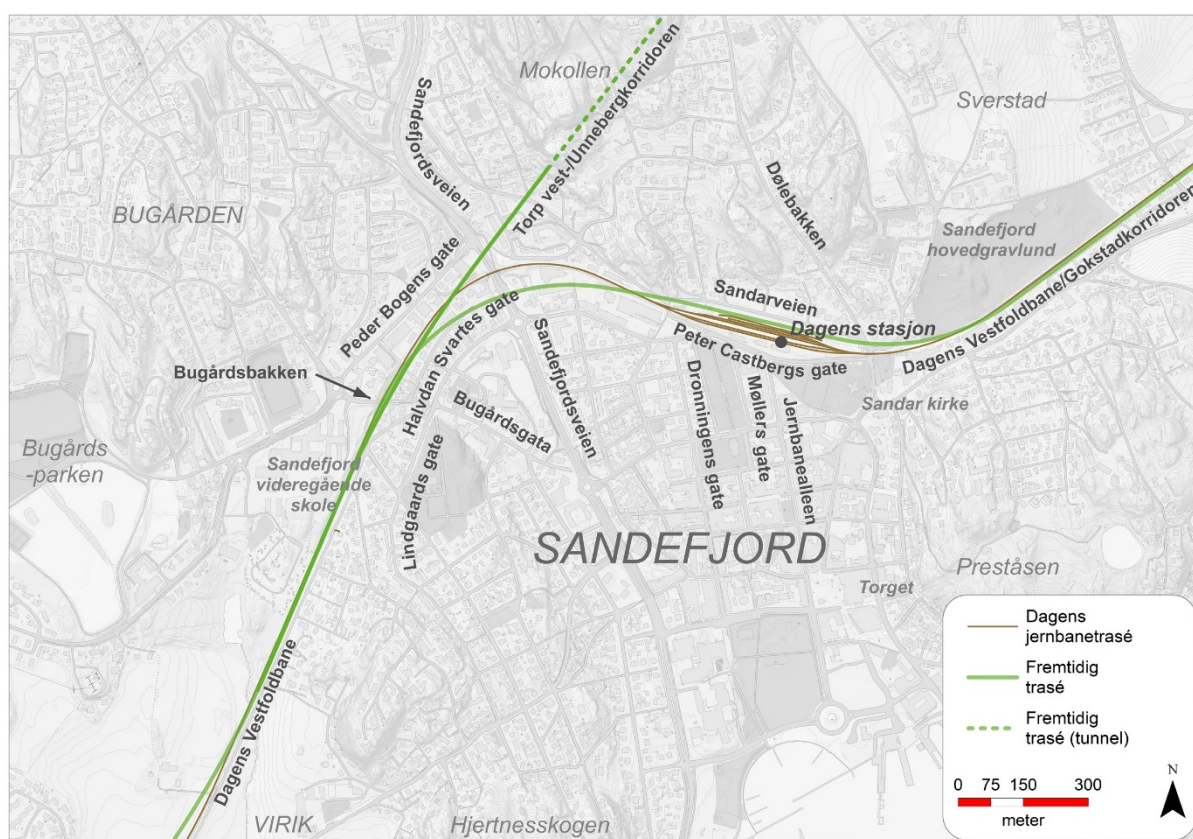 Mokollen
Sverstad
Sandefjordsveien
Torp vest-/Unnebergkorridoren
Dølebakken
BUGÅRDEN
Sandefjord
hovedgravlund
Peder Bogens gate
Sandarveien
Dagens stasjon
Dagens Vestfoldbane/Gokstadkorridoren
Halvdan Svartes gate
Peter Castbergs gate
Bugårdsbakken
Sandefjordsveien
Sandar kirke
Bugårdsgata
Dronningens gate
Møllers gate
Jernbanealleen
Bugårds
-parken
Sandefjord
videregående
skole
Lindgaards gate
SANDEFJORD
Preståsen
Torget
Dagens Vestfoldbane
VIRIK
Hjertnesskogen
Dagens
jernbanetrasé
Fremtidig
trasé
Fremtidig
trasé (tunnel)
0 75 150 300
meter
N